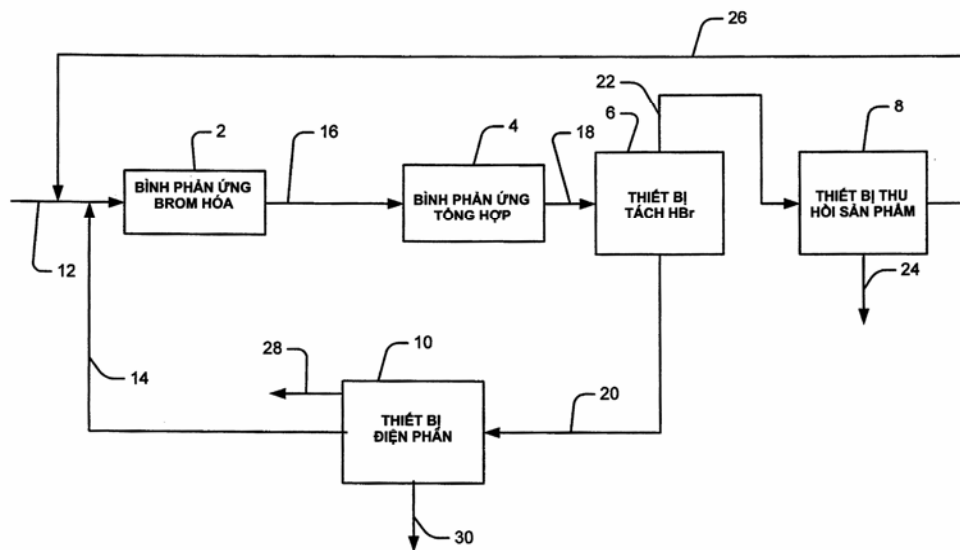 26
22
2
16
4
18
6
8
BÌNH PHẢN ỨNG
BROM HÓA
BÌNH PHẢN ỨNG
TỔNG HỢP
THIẾT BỊ
TÁCH HBr
THIẾT BỊ THU
HỒI SẢN PHẨM
12
24
14
28
10
20
THIẾT BỊ
ĐIỆN PHÂN
30